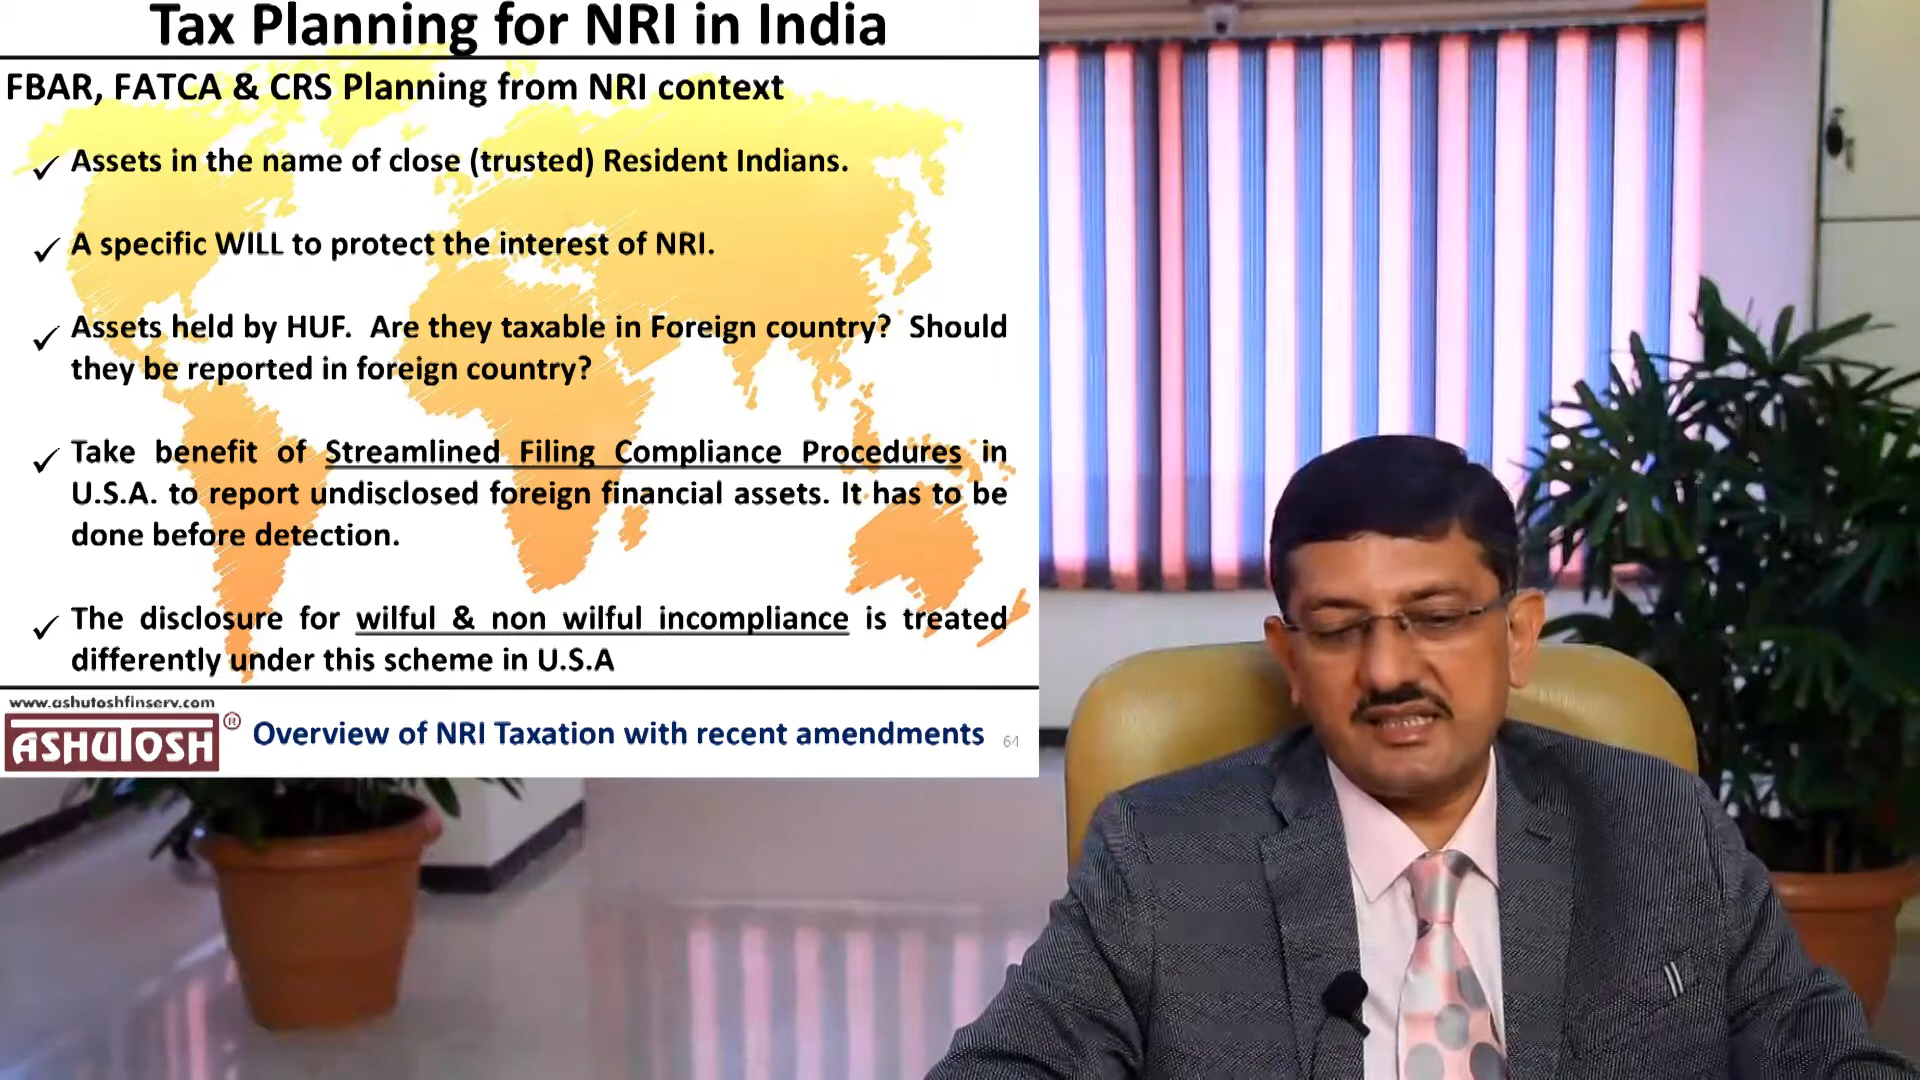 Tax Planning for NRI in India
FBAR, FATCA & CRS Planning from NRI context
✓ Assets in the name of close (trusted) Resident Indians.
✓ A specific WILL to protect the interest of NRI.
✓ Assets held by HUF. Are they taxable in Foreign country? Should
they be reported in foreign country?
✓ Take benefit of Streamlined Filing Compliance Procedures in
U.S.A. to report undisclosed foreign financial assets. It has to be
done before detection.
✓ The disclosure for wilful & non wilful incompliance is treated
differently under this scheme in U.S.A
www.ashutoshfinserv.com
ASHUTOSH®
Overview of NRI Taxation with recent amendments